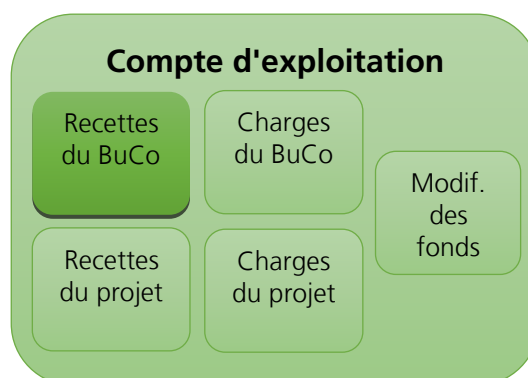 Compte d'exploitation
Recettes
du BuCo
Charges
du BuCo
Modif.
des
fonds
Recettes
du projet
Charges
du projet